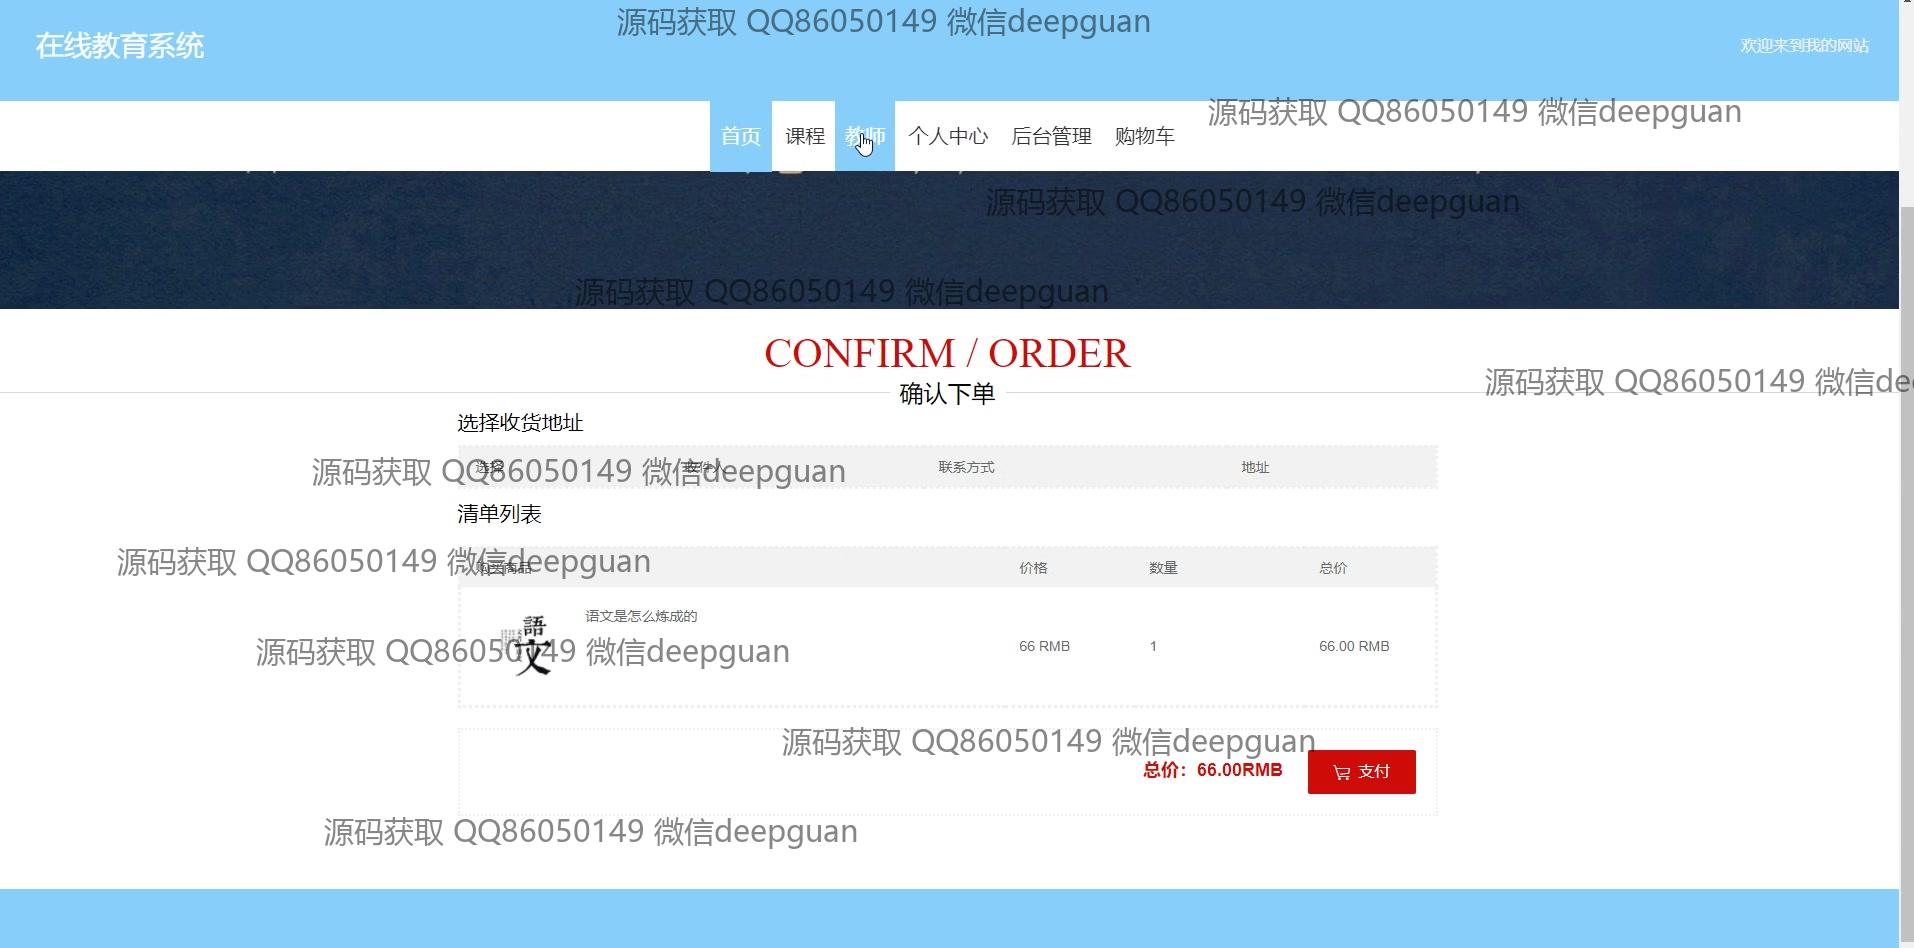 源码获取 QQ86050149 微信deepguan
在线教育系统
欢迎来到我的网站
源码获取 QQ86050149 微信deepguan
首页 课程 教师 个人中心 后台管理 购物车
源码获取 QQ86050149 微信deepguan
源码获取 QQ86050149 微信deepguan
CONFIRM / ORDER
源码获取 QQ86050149 微信de
确认下单
选择收货地址
选择 收件人 联系方式 地址
源码获取 QQ86050149 微信deepguan
清单列表
源码获取 QQ86050149 微信deepguan
购买商品 价格 数量 总价
語文
语文是怎么炼成的
66 RMB 1 66.00 RMB
源码获取 QQ86050149 微信deepguan
源码获取 QQ86050149 微信deepguan
总价：66.00RMB 支付
源码获取 QQ86050149 微信deepguan